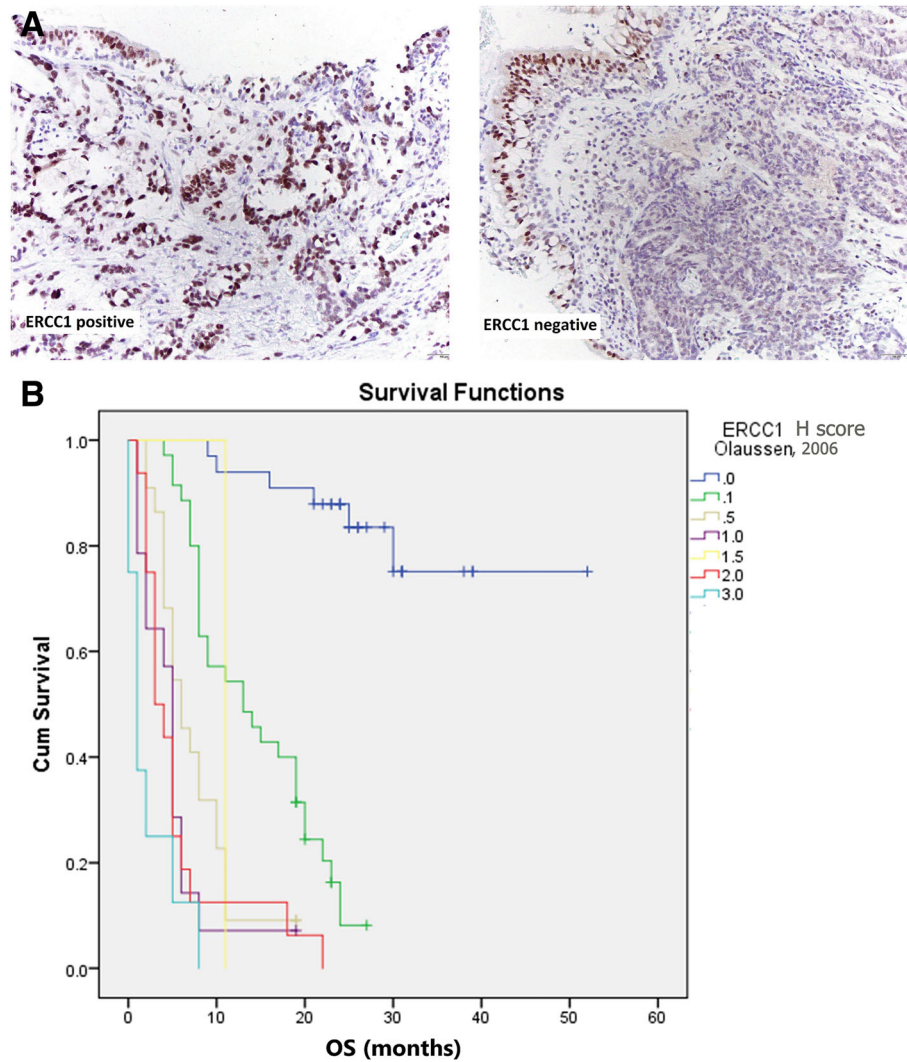 A
ERCC1 positive
ERCC1 negative
B
Survival Functions
ERCC1 H score
Olaussen, 2006
.0
.1
.5
1.0
1.5
2.0
3.0
Cum Survival
1.0
0.8
0.6
0.4
0.2
0.0
0
10
20
30
40
50
60
OS (months)